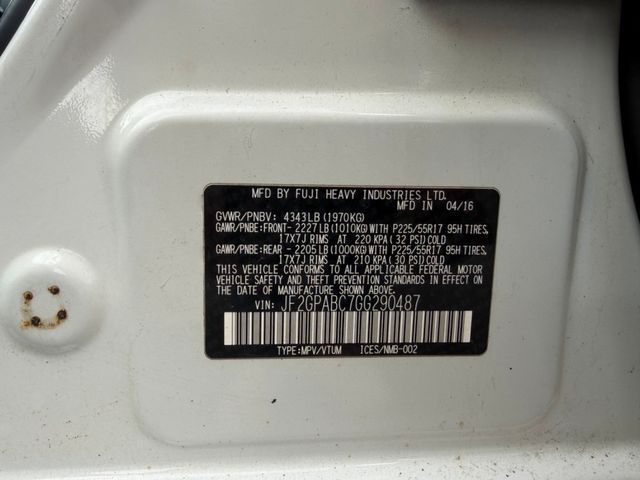 MFD BY FUJI HEAVY INDUSTRIES LTD.
MFD IN 04/16
GVWR/PNBV: 4343LB (1970KG)
GAWR/PNBE:FRONT- 2227LB (1010KG) WITH P225/55R17 95H TIRES,
17X7J RIMS AT 220 KPA (32 PSI) COLD
GAWR/PNBE:REAR - 2205LB (1000KG) WITH P225/55R17 95H TIRES,
17X7J RIMS AT 210 KPA (30 PSI) COLD
THIS VEHICLE CONFORMS TO ALL APPLICABLE FEDERAL MOTOR
VEHICLE SAFETY AND THEFT PREVENTION STANDARDS IN EFFECT
ON THE DATE OF MANUFACTURE SHOWN ABOVE.
VIN: JF2GPABC7GG290487
TYPE:MPV/VTUM ICES/NMB-002